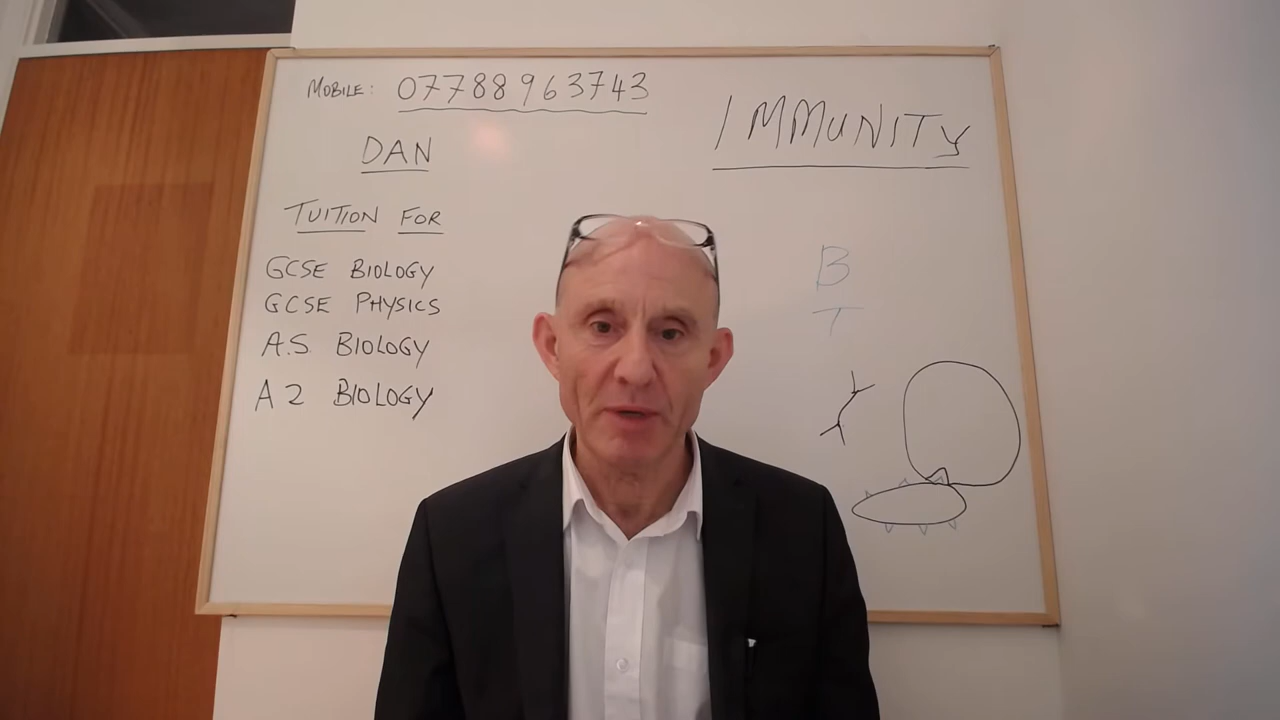 MOBILE: 07788963743
DAN
TUITION FOR
GCSE BIOLOGY
GCSE PHYSICS
A.S. BIOLOGY
A2 BIOLOGY
IMMUNITY
B
T